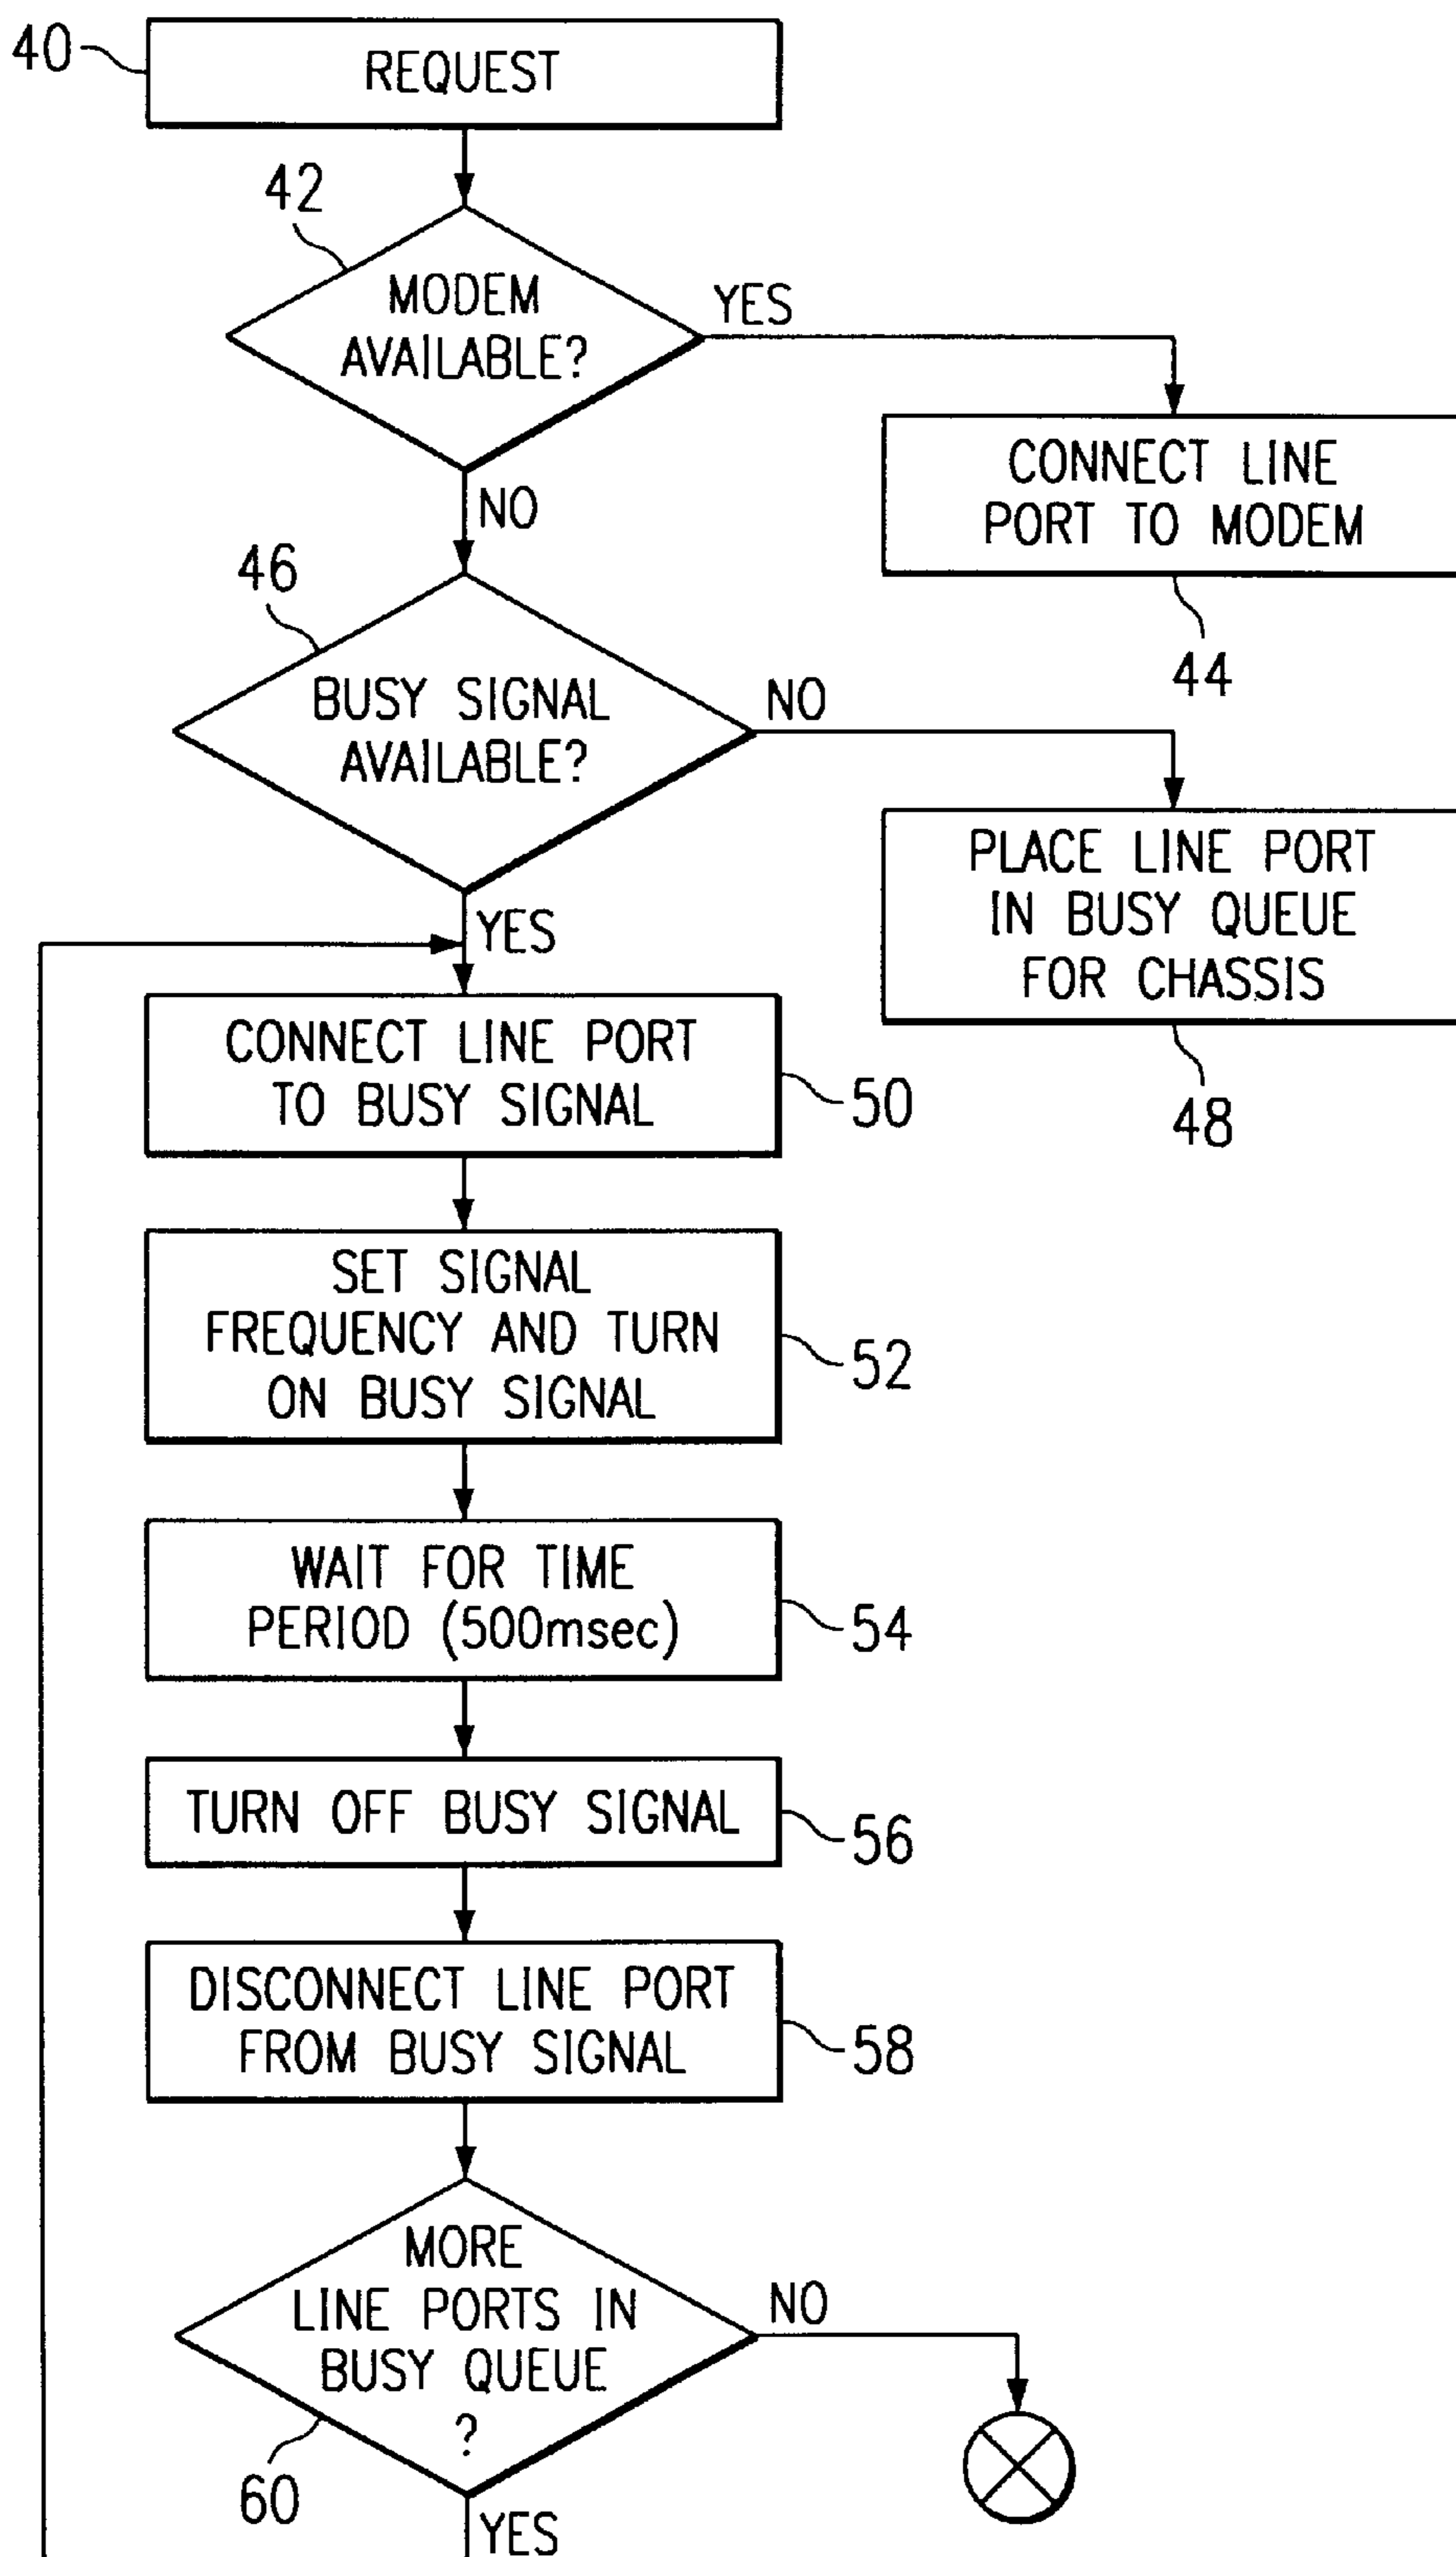 40
REQUEST
42
MODEM
AVAILABLE?
YES
CONNECT LINE
PORT TO MODEM
44
NO
46
BUSY SIGNAL
AVAILABLE?
NO
PLACE LINE PORT
IN BUSY QUEUE
FOR CHASSIS
48
YES
CONNECT LINE PORT
TO BUSY SIGNAL
50
SET SIGNAL
FREQUENCY AND TURN
ON BUSY SIGNAL
52
WAIT FOR TIME
PERIOD (500msec)
54
TURN OFF BUSY SIGNAL
56
DISCONNECT LINE PORT
FROM BUSY SIGNAL
58
MORE
LINE PORTS IN
BUSY QUEUE
?
NO
60
YES